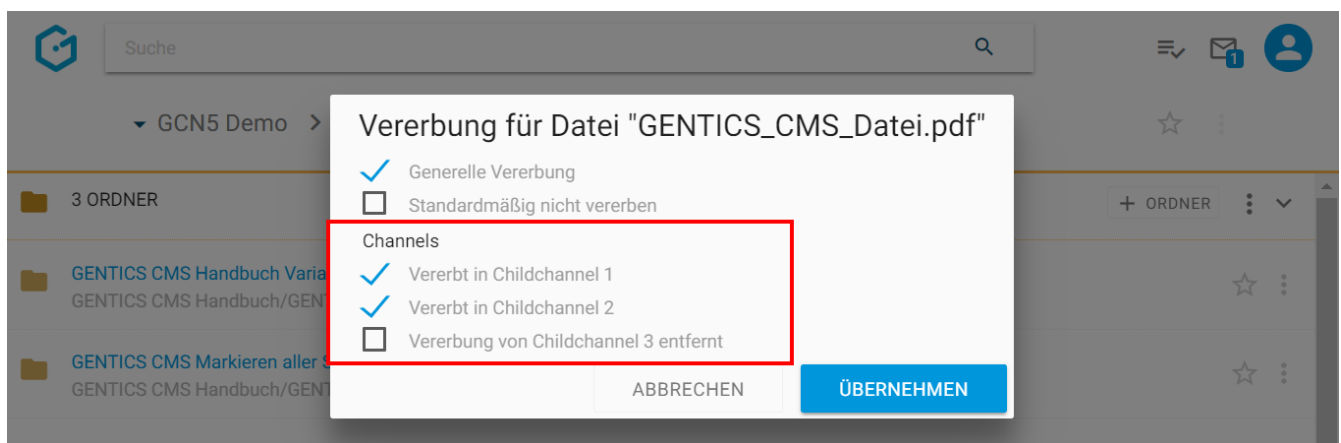 Suche
1
GCN5 Demo
Vererbung für Datei "GENTICS_CMS_Datei.pdf"
Generelle Vererbung
Standardmäßig nicht vererben
3 ORDNER
+ ORDNER
Channels
Vererbt in Childchannel 1
Vererbt in Childchannel 2
Vererbung von Childchannel 3 entfernt
GENTICS CMS Handbuch Varia
GENTICS CMS Handbuch/GENT
GENTICS CMS Markieren aller S
GENTICS CMS Handbuch/GENT
ABBRECHEN
ÜBERNEHMEN